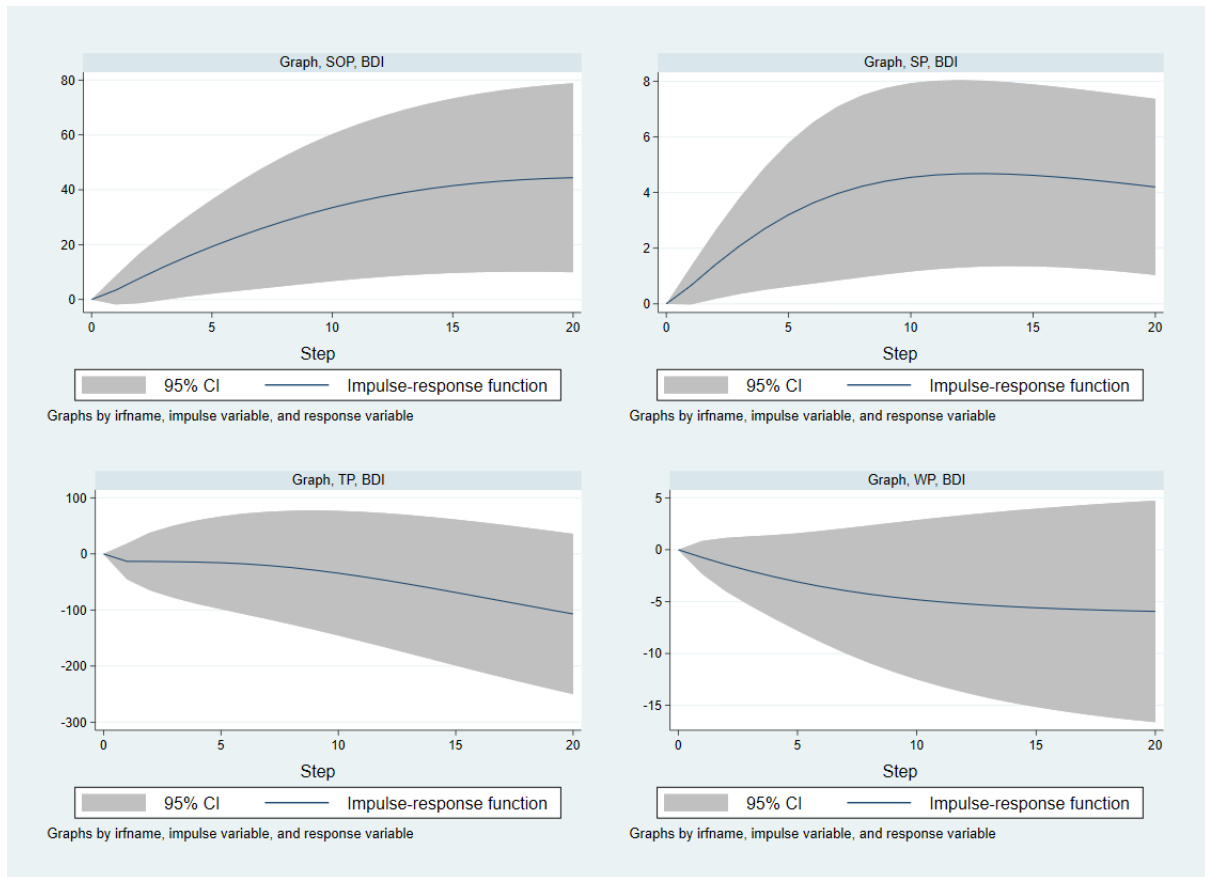 Graph, SOP, BDI
80
60
40
20
0
0 5 10 15 20
Step
95% CI Impulse-response function
Graphs by irfname, impulse variable, and response variable
Graph, SP, BDI
8
6
4
2
0
0 5 10 15 20
Step
95% CI Impulse-response function
Graphs by irfname, impulse variable, and response variable
Graph, TP, BDI
100
0
-100
-200
-300
0 5 10 15 20
Step
95% CI Impulse-response function
Graphs by irfname, impulse variable, and response variable
Graph, WP, BDI
5
0
-5
-10
-15
0 5 10 15 20
Step
95% CI Impulse-response function
Graphs by irfname, impulse variable, and response variable